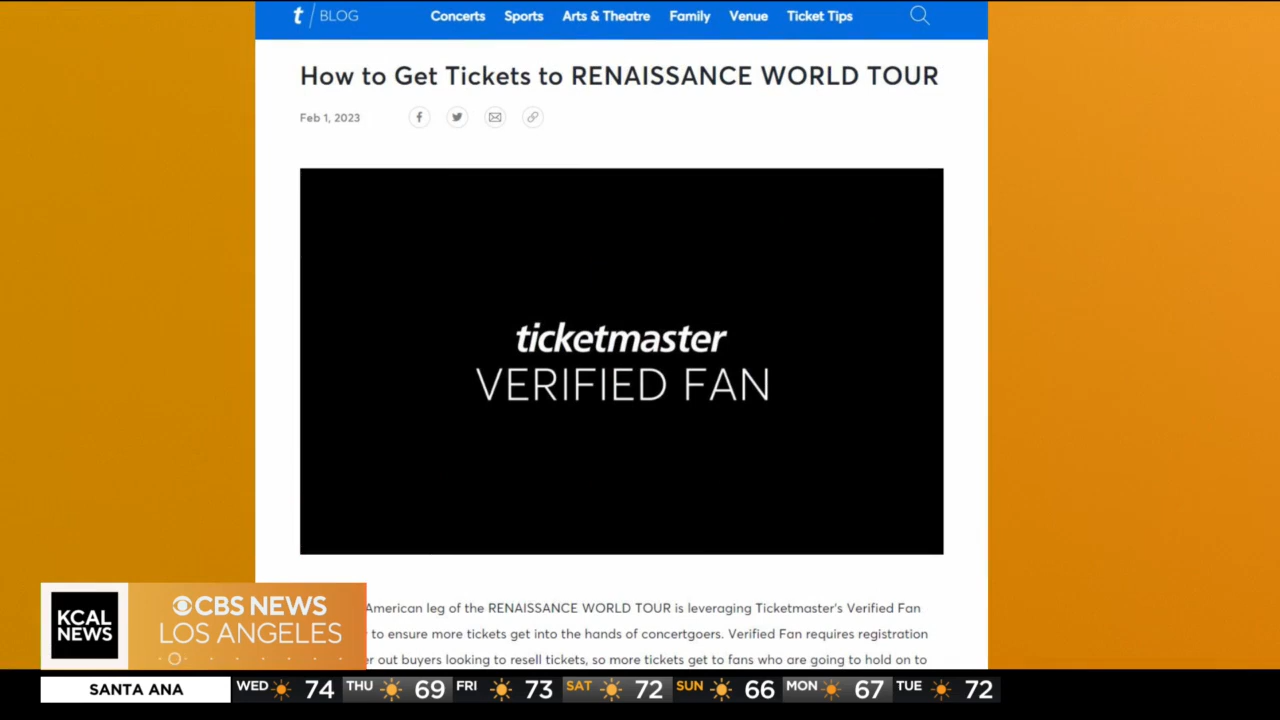 t / BLOG Concerts Sports Arts & Theatre Family Venue Ticket Tips
How to Get Tickets to RENAISSANCE WORLD TOUR
Feb 1, 2023
ticketmaster
VERIFIED FAN
American leg of the RENAISSANCE WORLD TOUR is leveraging Ticketmaster's Verified Fan
to ensure more tickets get into the hands of concertgoers. Verified Fan requires registration
out buyers looking to resell tickets, so more tickets get to fans who are going to hold on to
KCAL
NEWS
CBS NEWS
LOS ANGELES
SANTA ANA WED 74 THU 69 FRI 73 SAT 72 SUN 66 MON 67 TUE 72